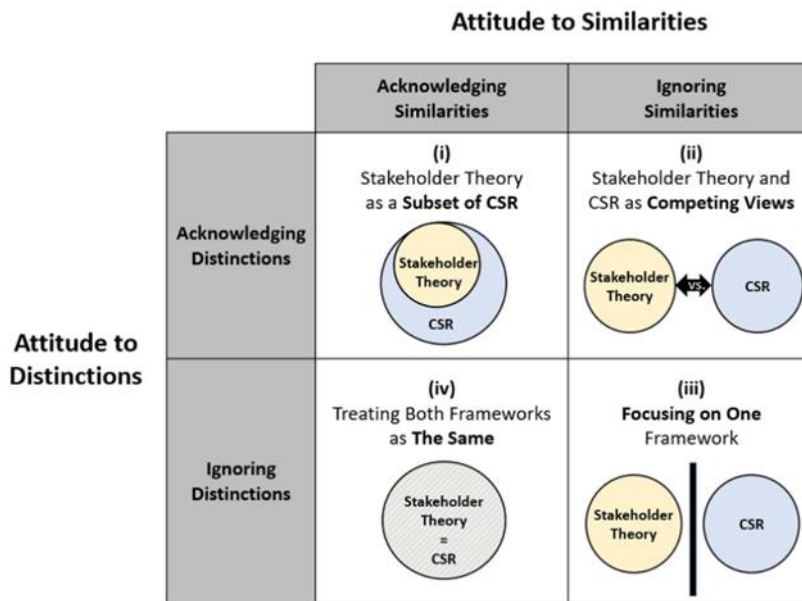 Attitude to Similarities
Acknowledging
Similarities
Ignoring
Similarities
Attitude to
Distinctions
Acknowledging
Distinctions
(i)
Stakeholder Theory
as a Subset of CSR
Stakeholder
Theory
CSR
(ii)
Stakeholder Theory and
CSR as Competing Views
Stakeholder
Theory
vs.
CSR
Ignoring
Distinctions
(iv)
Treating Both Frameworks
as The Same
Stakeholder
Theory
=
CSR
(iii)
Focusing on One
Framework
Stakeholder
Theory
CSR